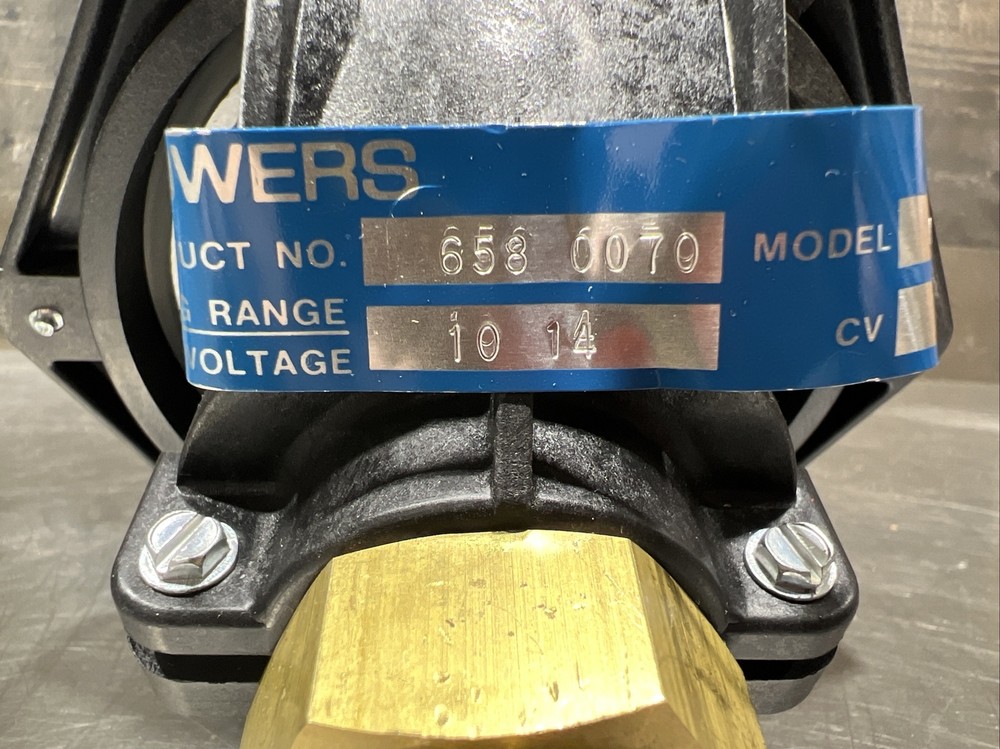 WERS
UCT NO. 658 0070 MODEL
G RANGE
VOLTAGE 10 14 CV